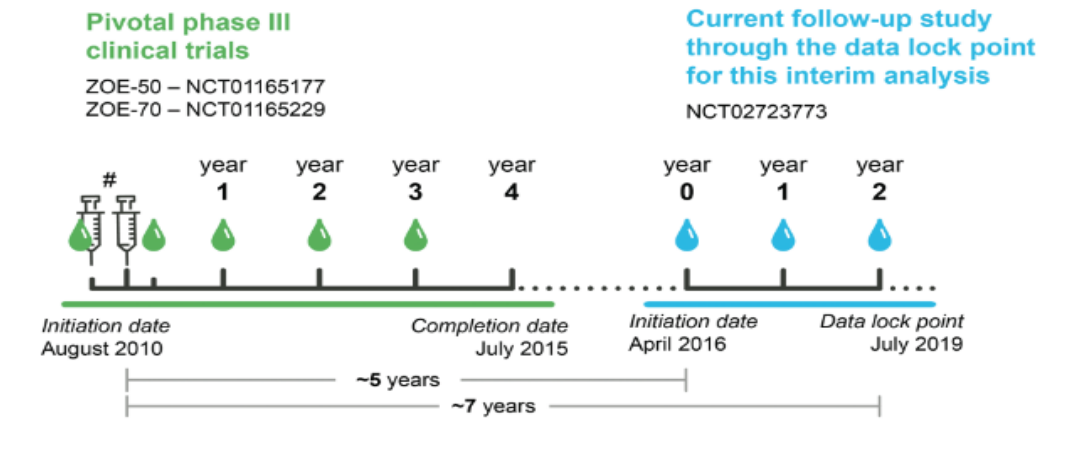 Pivotal phase III
clinical trials
ZOE-50 – NCT01165177
ZOE-70 – NCT01165229
Current follow-up study
through the data lock point
for this interim analysis
NCT02723773
#
year year year year year year year
1 2 3 4 0 1 2
Initiation date Completion date Initiation date Data lock point
August 2010 July 2015 April 2016 July 2019
~5 years
~7 years